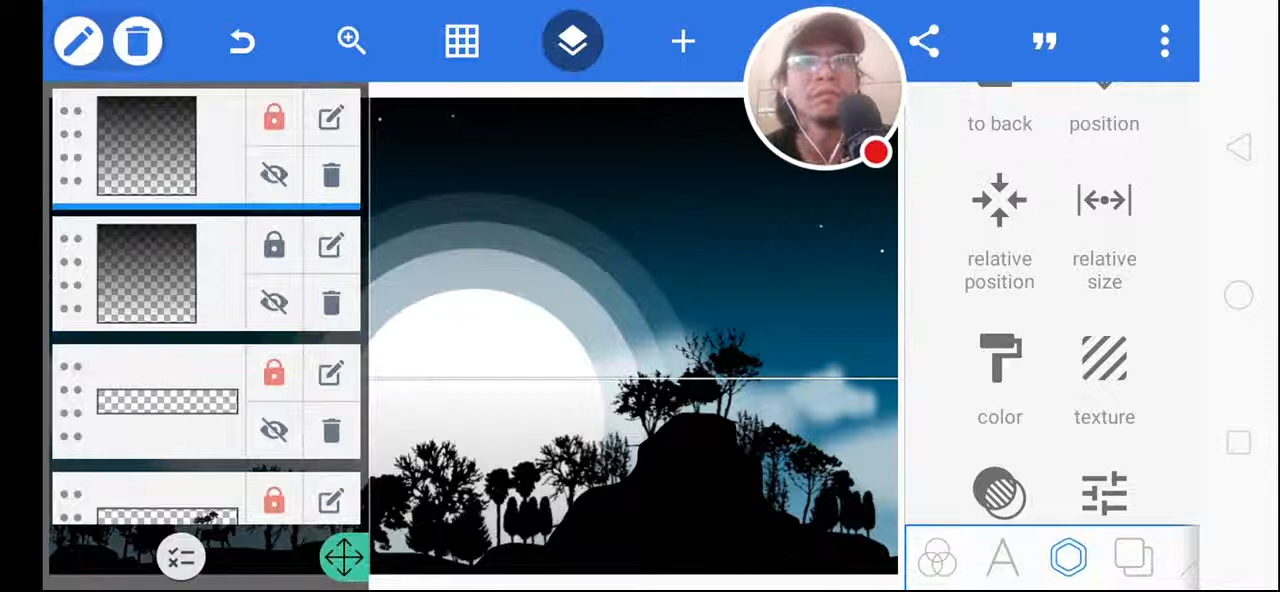 to back
position
relative
position
relative
size
color
texture